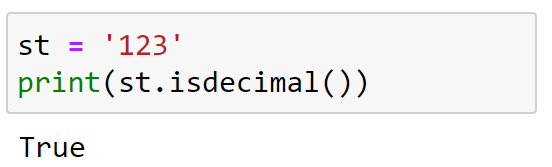 st = '123'
print(st.isdecimal())
True